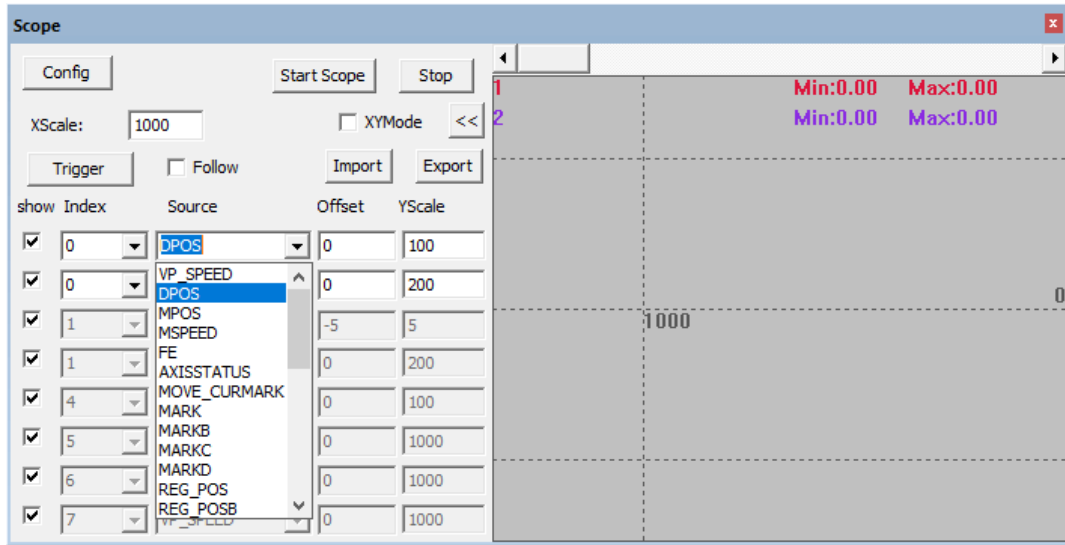 Scope x
Config Start Scope Stop
XScale: 1000 XYMode <<
Trigger Follow Import Export
show Index Source Offset YScale
0 DPOS 0 100
0 0 200
1 -5 5
1 0 200
4 0 100
5 0 1000
6 0 1000
7 VP_SPEED 0 1000
VP_SPEED
DPOS
MPOS
MSPEED
FE
AXISSTATUS
MOVE_CURMARK
MARK
MARKB
MARKC
MARKD
REG_POS
REG_POSB
1 Min:0.00 Max:0.00
2 Min:0.00 Max:0.00
0
1000